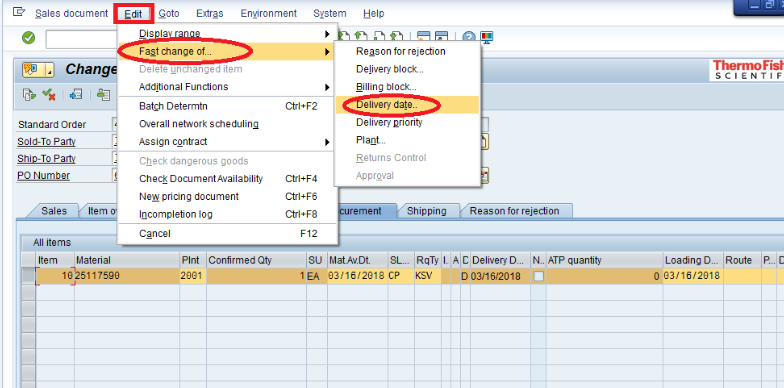 Sales document Edit Goto Extras Environment System Help
Display range
Fast change of...
Reason for rejection
Change
ThermoFis
SCIENTIFI
Delete unchanged item
Delivery block...
Additional Functions
Billing block...
Batch Determtn Ctrl+F2
Delivery date..
Standard Order
Overall network scheduling
Delivery priority
Sold-To Party
Assign contract
Plant...
Ship-To Party
Check dangerous goods
Returns Control
PO Number
Check Document Availability Ctrl+F4
Approval
New pricing document Ctrl+F6
Sales Item ov
Incompletion log Ctrl+F8
curement Shipping Reason for rejection
Cancel F12
All items
Item Material Plnt Confirmed Qty SU Mat.Av.Dt. SL... RqTy I. A D Delivery D... N.. ATP quantity Loading D... Route P...
10 25117590 2001 1 EA 03/16/2018 CP KSV D 03/16/2018 0 03/16/2018